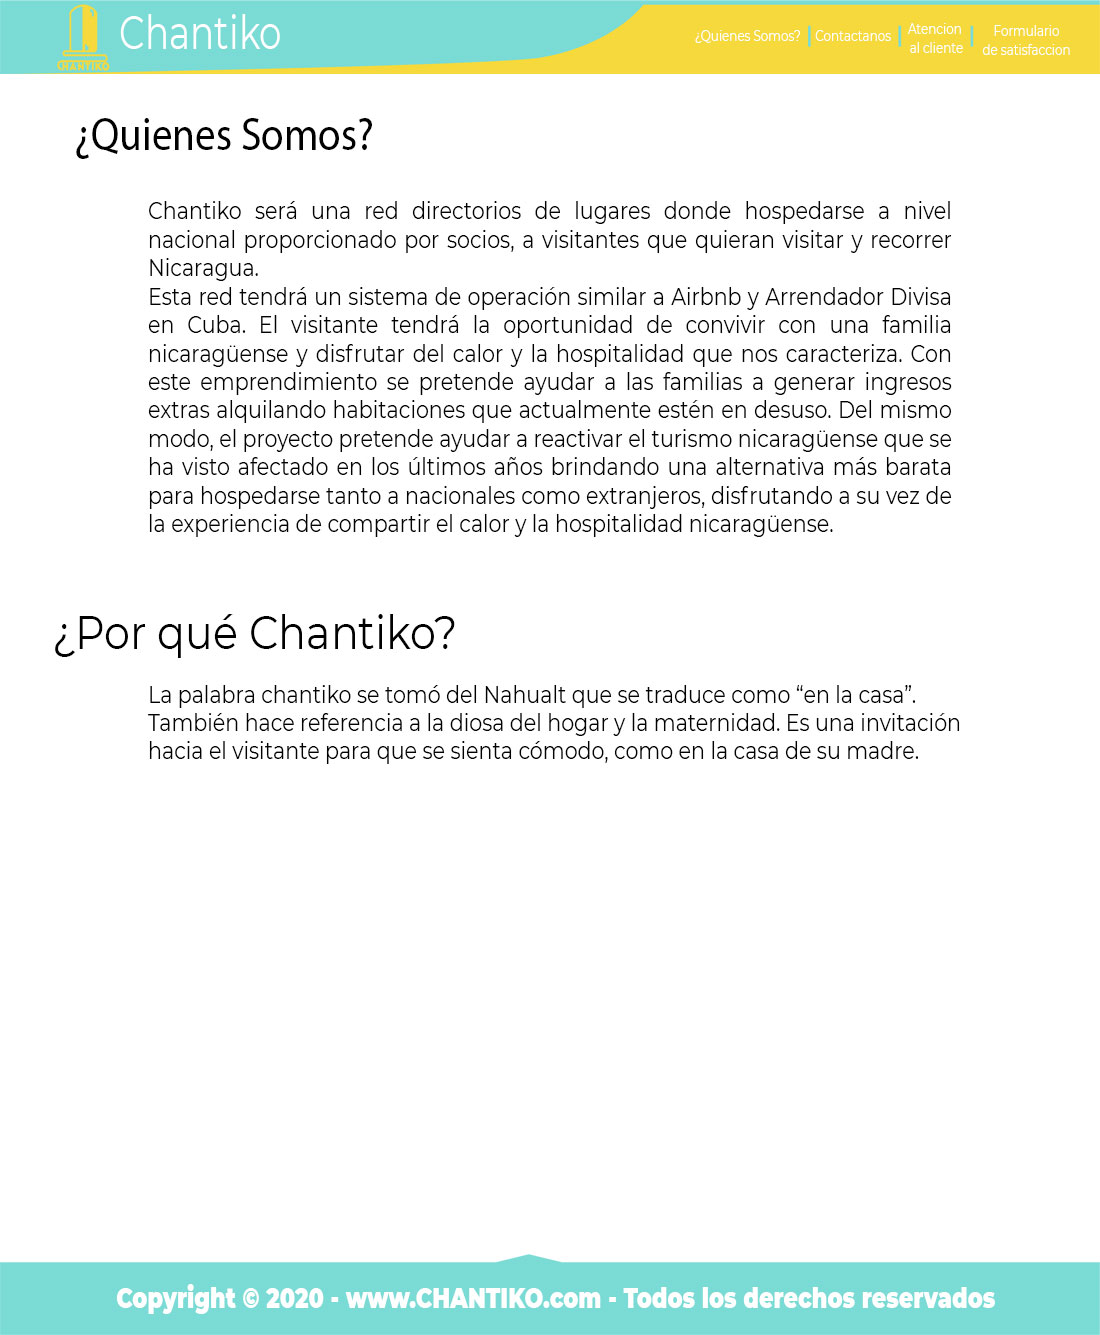 CHANTIKO
Chantiko
¿Quienes Somos?
Contactanos
Atencion
al cliente
Formulario
de satisfaccion
¿Quienes Somos?
Chantiko será una red directorios de lugares donde hospedarse a nivel
nacional proporcionado por socios, a visitantes que quieran visitar y recorrer
Nicaragua.
Esta red tendrá un sistema de operación similar a Airbnb y Arrendador Divisa
en Cuba. El visitante tendrá la oportunidad de convivir con una familia
nicaragüense y disfrutar del calor y la hospitalidad que nos caracteriza. Con
este emprendimiento se pretende ayudar a las familias a generar ingresos
extras alquilando habitaciones que actualmente estén en desuso. Del mismo
modo, el proyecto pretende ayudar a reactivar el turismo nicaragüense que se
ha visto afectado en los últimos años brindando una alternativa más barata
para hospedarse tanto a nacionales como extranjeros, disfrutando a su vez de
la experiencia de compartir el calor y la hospitalidad nicaragüense.
¿Por qué Chantiko?
La palabra chantiko se tomó del Nahualt que se traduce como “en la casa”.
También hace referencia a la diosa del hogar y la maternidad. Es una invitación
hacia el visitante para que se sienta cómodo, como en la casa de su madre.
Copyright © 2020 - www.CHANTIKO.com - Todos los derechos reservados